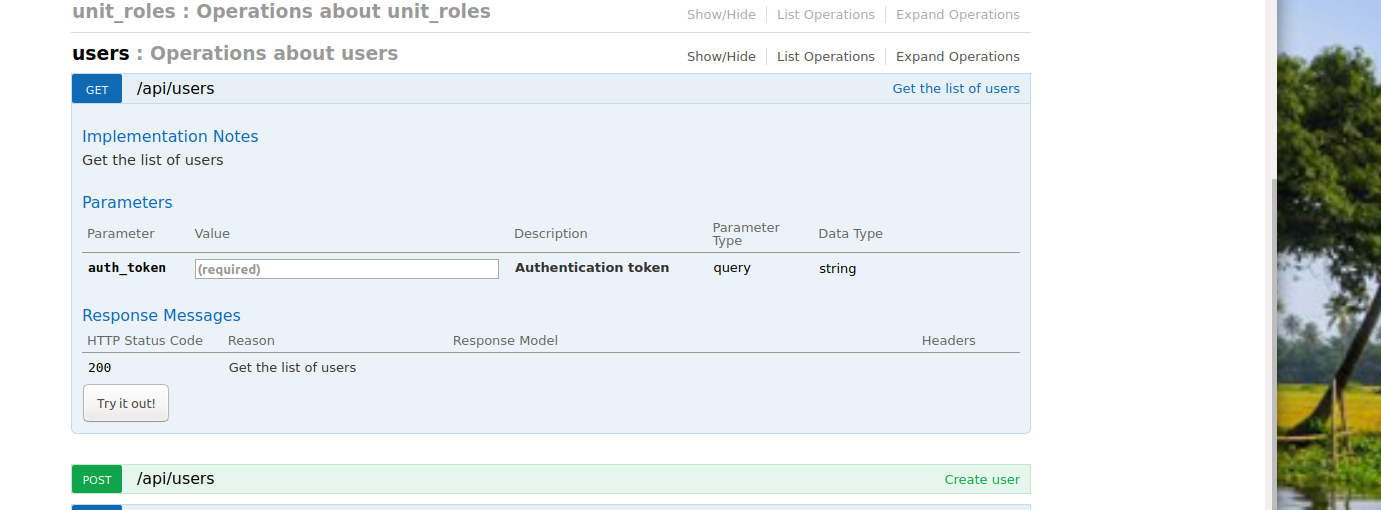 unit_roles : Operations about unit_roles Show/Hide List Operations Expand Operations
users : Operations about users Show/Hide List Operations Expand Operations
GET /api/users Get the list of users
Implementation Notes
Get the list of users
Parameters
Parameter Value Description Parameter Type Data Type
auth_token (required) Authentication token query string
Response Messages
HTTP Status Code Reason Response Model Headers
200 Get the list of users
Try it out!
POST /api/users Create user